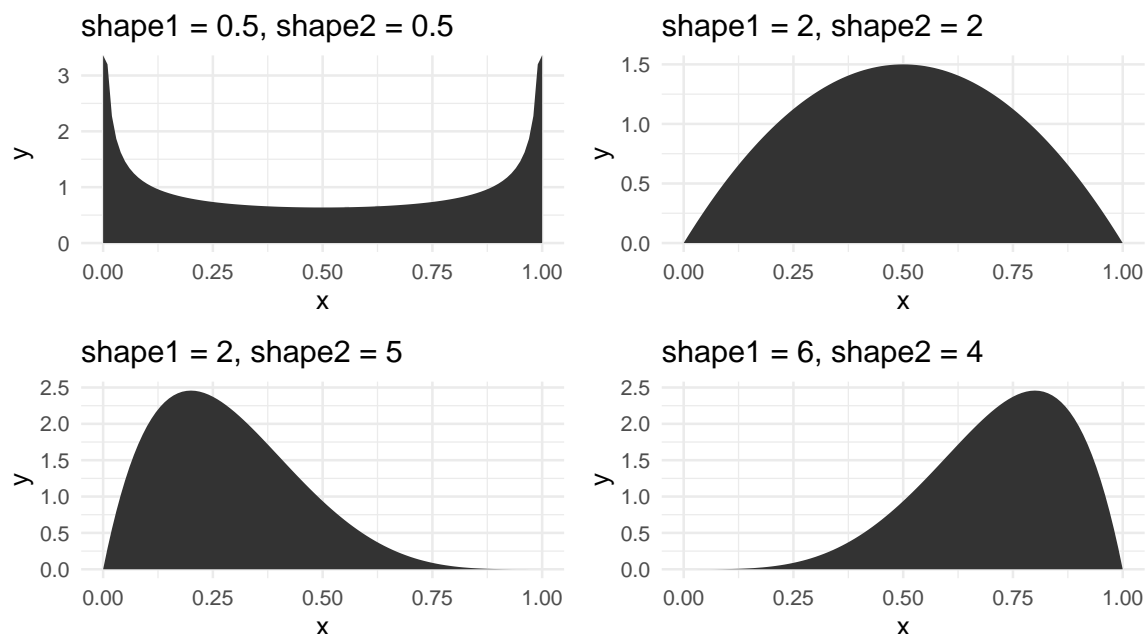 shape1 = 0.5, shape2 = 0.5
3
2
1
0
y
0.00 0.25 0.50 0.75 1.00
x
shape1 = 2, shape2 = 2
1.5
1.0
0.5
0.0
y
0.00 0.25 0.50 0.75 1.00
x
shape1 = 2, shape2 = 5
2.5
2.0
1.5
1.0
0.5
0.0
y
0.00 0.25 0.50 0.75 1.00
x
shape1 = 6, shape2 = 4
2.5
2.0
1.5
1.0
0.5
0.0
y
0.00 0.25 0.50 0.75 1.00
x